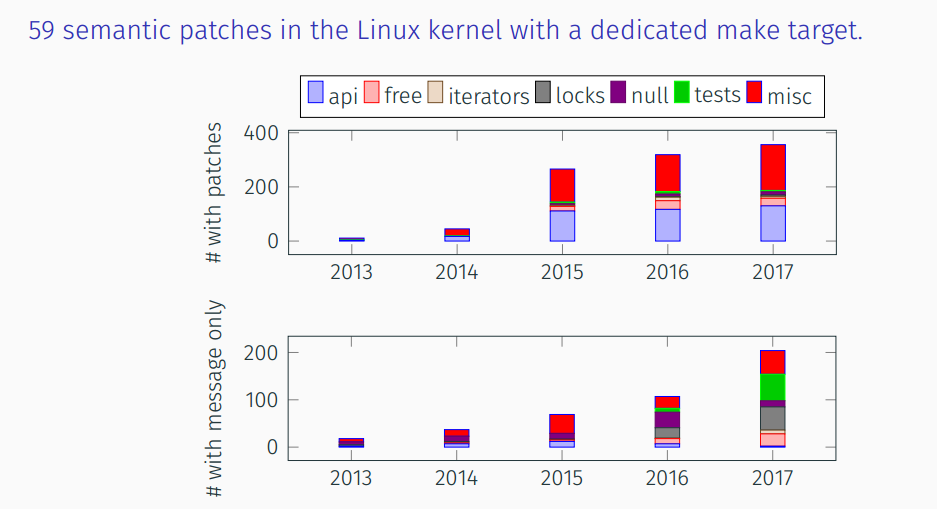 59 semantic patches in the Linux kernel with a dedicated make target.
api free iterators locks null tests misc
# with patches
400
200
0
2013 2014 2015 2016 2017
# with message only
200
100
0
2013 2014 2015 2016 2017